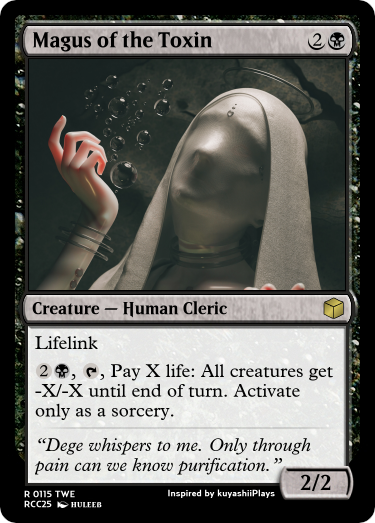 Magus of the Toxin 2
Creature — Human Cleric
Lifelink
2 , , Pay X life: All creatures get
-X/-X until end of turn. Activate
only as a sorcery.
“Dege whispers to me. Only through
pain can we know purification.”
2/2
R 0115 TWE
Inspired by kuyashiiPlays
RCC25 HULEEB